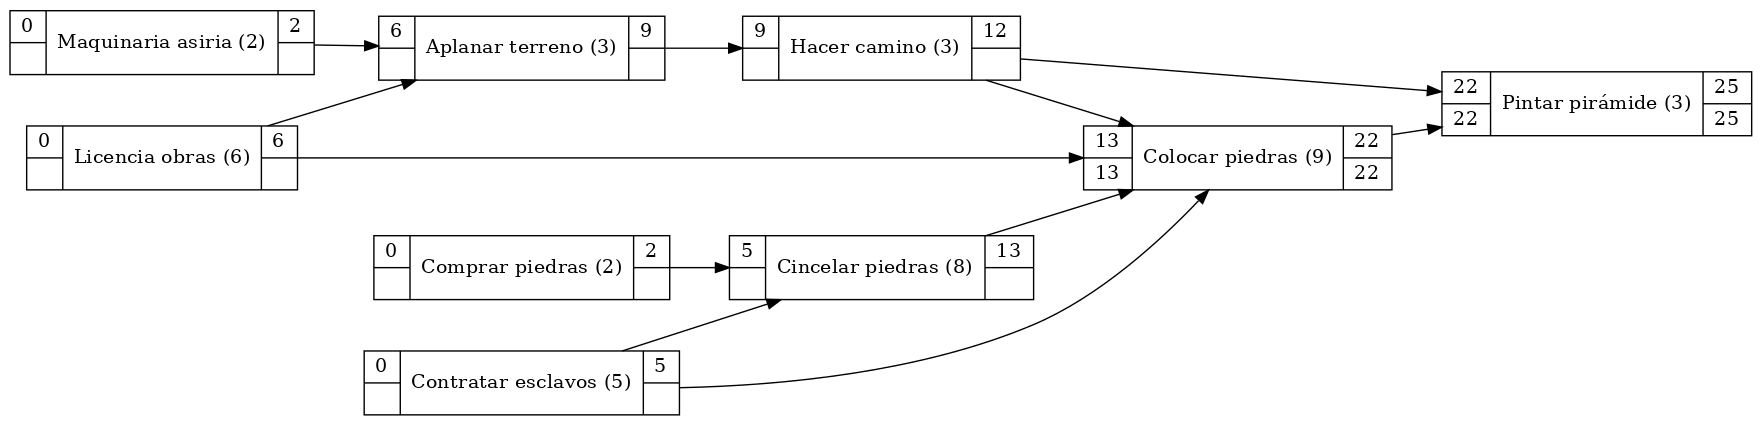 0 Maquinaria asiria (2) 2
6 Aplanar terreno (3) 9
9 Hacer camino (3) 12
22 Pintar pirámide (3) 25
22 25
0 Licencia obras (6) 6
13 Colocar piedras (9) 22
13 22
0 Comprar piedras (2) 2
5 Cincelar piedras (8) 13
0 Contratar esclavos (5) 5